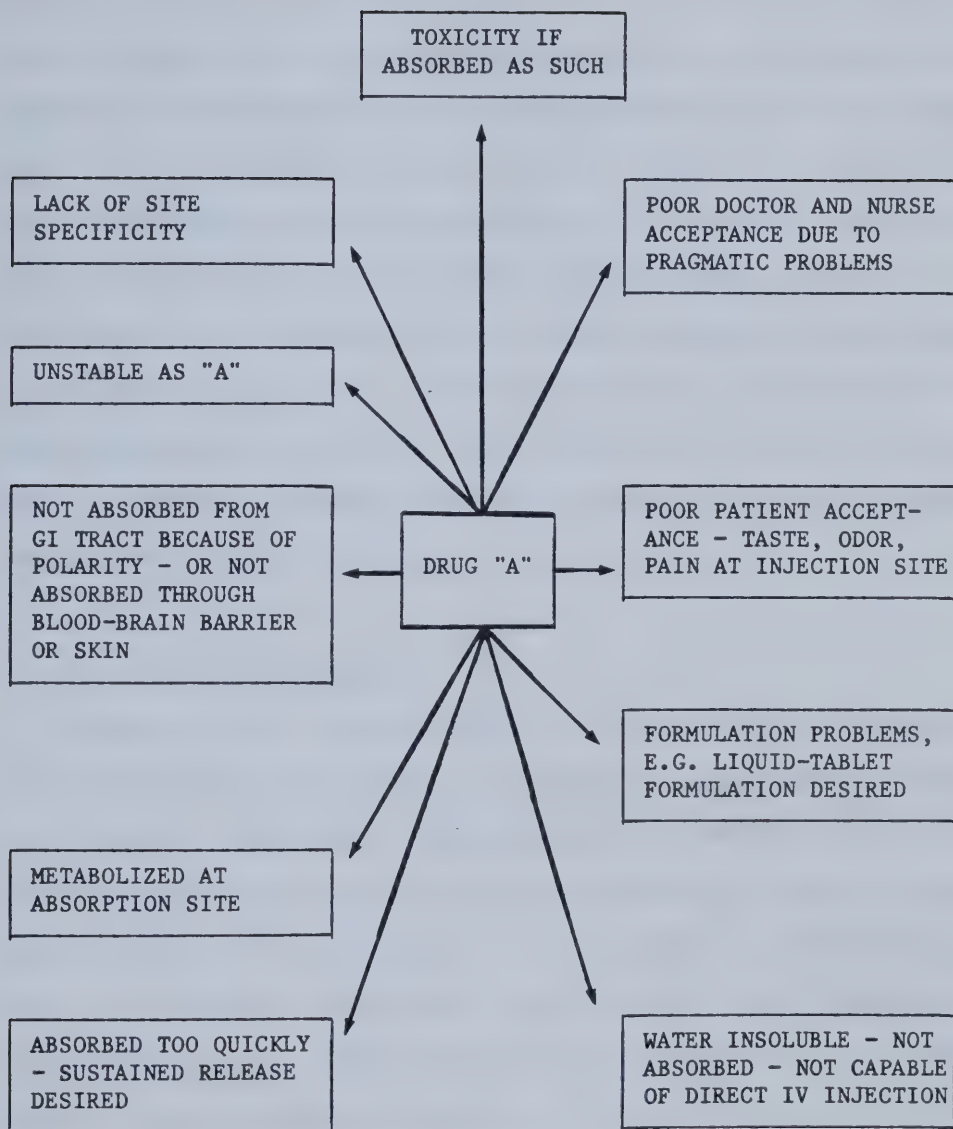 TOXICITY IF
ABSORBED AS SUCH
LACK OF SITE
SPECIFICITY
POOR DOCTOR AND NURSE
ACCEPTANCE DUE TO
PRAGMATIC PROBLEMS
UNSTABLE AS "A"
NOT ABSORBED FROM
GI TRACT BECAUSE OF
POLARITY - OR NOT
ABSORBED THROUGH
BLOOD-BRAIN BARRIER
OR SKIN
DRUG "A"
POOR PATIENT ACCEPT-
ANCE - TASTE, ODOR,
PAIN AT INJECTION SITE
FORMULATION PROBLEMS,
E.G. LIQUID-TABLET
FORMULATION DESIRED
METABOLIZED AT
ABSORPTION SITE
ABSORBED TOO QUICKLY
- SUSTAINED RELEASE
DESIRED
WATER INSOLUBLE - NOT
ABSORBED - NOT CAPABLE
OF DIRECT IV INJECTION